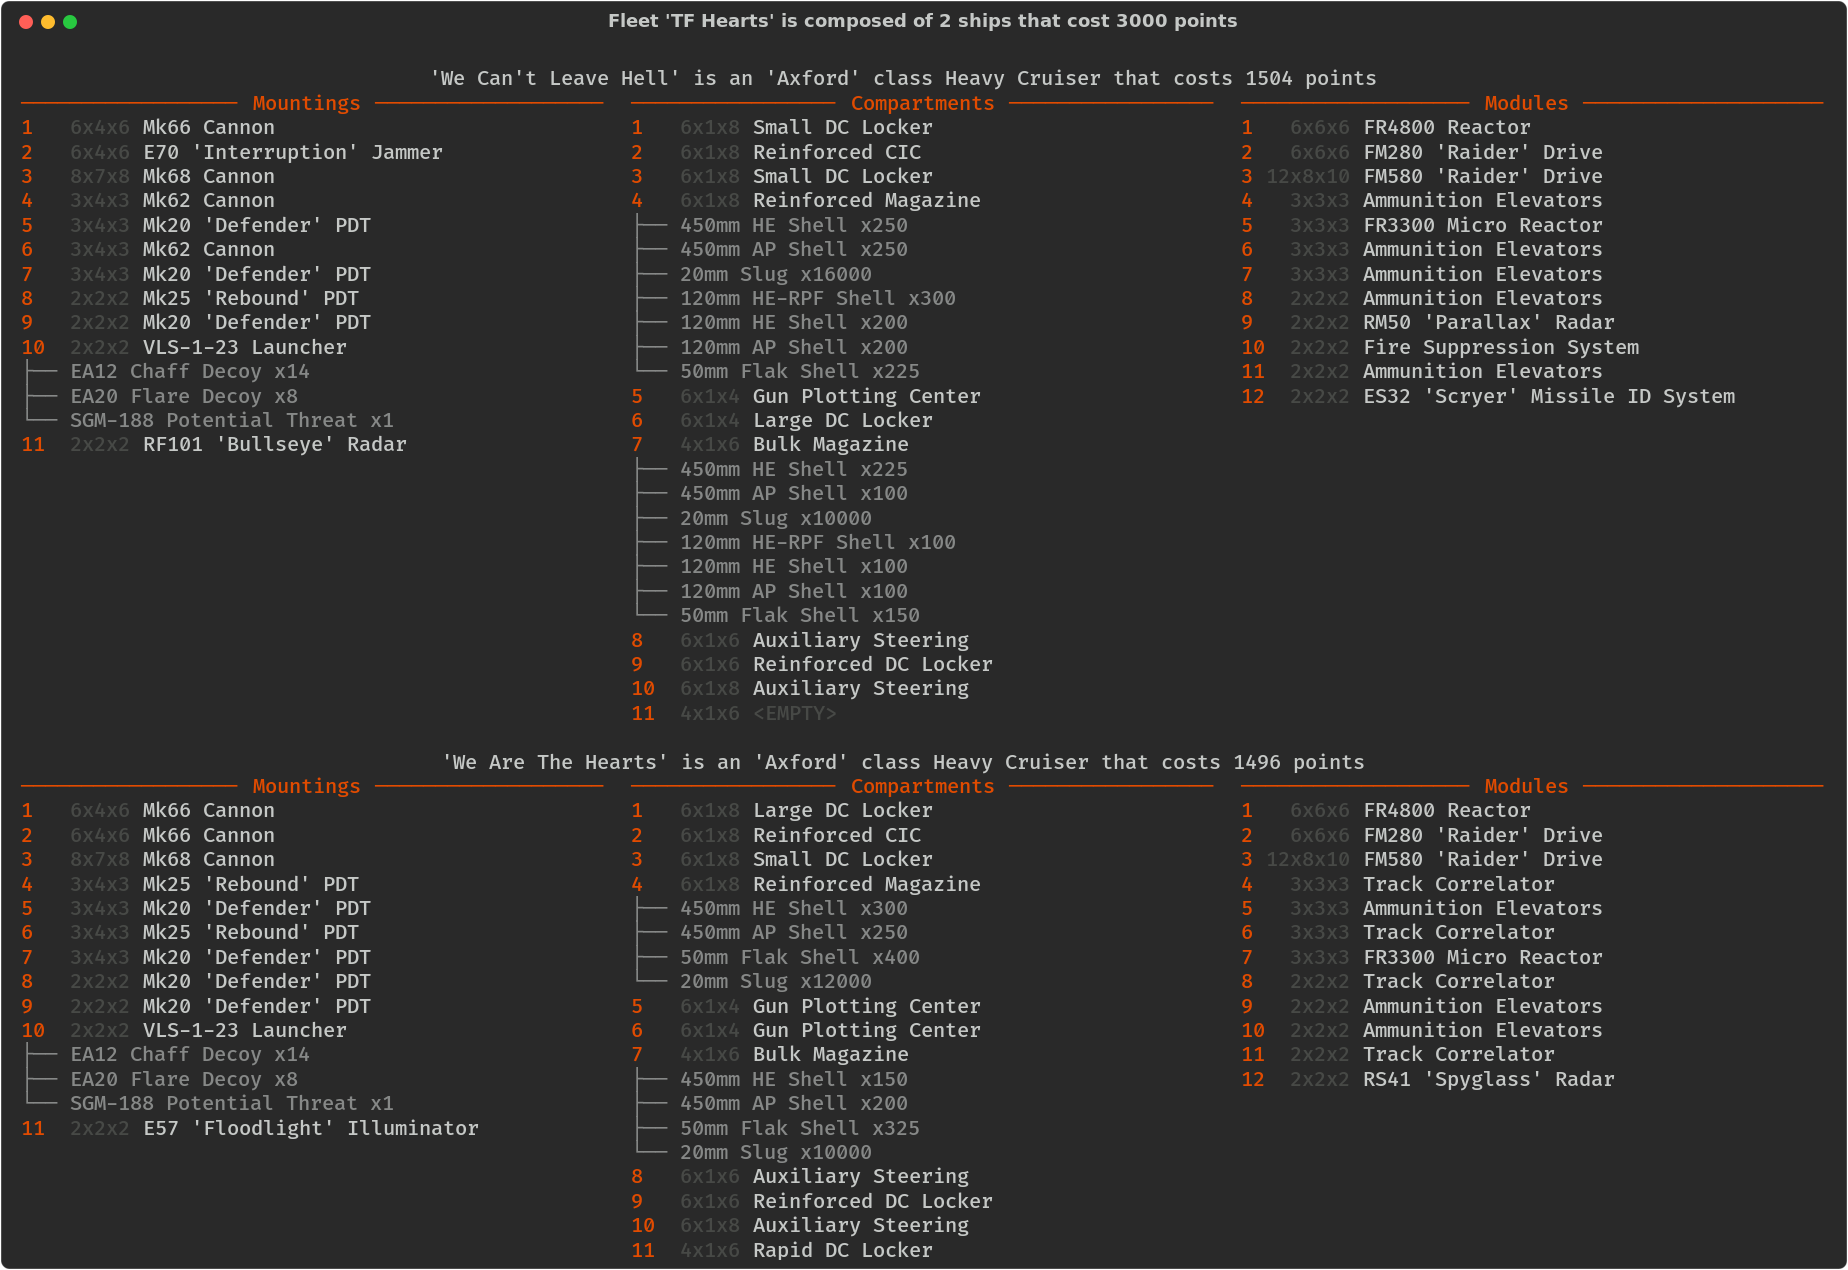 Fleet 'TF Hearts' is composed of 2 ships that cost 3000 points
'We Can't Leave Hell' is an 'Axford' class Heavy Cruiser that costs 1504 points
Mountings
1 6x4x6 Mk66 Cannon
2 6x4x6 E70 'Interruption' Jammer
3 8x7x8 Mk68 Cannon
4 3x4x3 Mk62 Cannon
5 3x4x3 Mk20 'Defender' PDT
6 3x4x3 Mk62 Cannon
7 3x4x3 Mk20 'Defender' PDT
8 2x2x2 Mk25 'Rebound' PDT
9 2x2x2 Mk20 'Defender' PDT
10 2x2x2 VLS-1-23 Launcher
EA12 Chaff Decoy x14
EA20 Flare Decoy x8
SGM-188 Potential Threat x1
11 2x2x2 RF101 'Bullseye' Radar
Compartments
1 6x1x8 Small DC Locker
2 6x1x8 Reinforced CIC
3 6x1x8 Small DC Locker
4 6x1x8 Reinforced Magazine
450mm HE Shell x250
450mm AP Shell x250
20mm Slug x16000
120mm HE-RPF Shell x300
120mm HE Shell x200
120mm AP Shell x200
50mm Flak Shell x225
5 6x1x4 Gun Plotting Center
6 6x1x4 Large DC Locker
7 4x1x6 Bulk Magazine
450mm HE Shell x225
450mm AP Shell x100
20mm Slug x10000
120mm HE-RPF Shell x100
120mm HE Shell x100
120mm AP Shell x100
50mm Flak Shell x150
8 6x1x6 Auxiliary Steering
9 6x1x6 Reinforced DC Locker
10 6x1x8 Auxiliary Steering
11 4x1x6 <EMPTY>
Modules
1 6x6x6 FR4800 Reactor
2 6x6x6 FM280 'Raider' Drive
3 12x8x10 FM580 'Raider' Drive
4 3x3x3 Ammunition Elevators
5 3x3x3 FR3300 Micro Reactor
6 3x3x3 Ammunition Elevators
7 3x3x3 Ammunition Elevators
8 2x2x2 Ammunition Elevators
9 2x2x2 RM50 'Parallax' Radar
10 2x2x2 Fire Suppression System
11 2x2x2 Ammunition Elevators
12 2x2x2 ES32 'Scryer' Missile ID System
'We Are The Hearts' is an 'Axford' class Heavy Cruiser that costs 1496 points
Mountings
1 6x4x6 Mk66 Cannon
2 6x4x6 Mk66 Cannon
3 8x7x8 Mk68 Cannon
4 3x4x3 Mk25 'Rebound' PDT
5 3x4x3 Mk20 'Defender' PDT
6 3x4x3 Mk25 'Rebound' PDT
7 3x4x3 Mk20 'Defender' PDT
8 2x2x2 Mk20 'Defender' PDT
9 2x2x2 Mk20 'Defender' PDT
10 2x2x2 VLS-1-23 Launcher
EA12 Chaff Decoy x14
EA20 Flare Decoy x8
SGM-188 Potential Threat x1
11 2x2x2 E57 'Floodlight' Illuminator
Compartments
1 6x1x8 Large DC Locker
2 6x1x8 Reinforced CIC
3 6x1x8 Small DC Locker
4 6x1x8 Reinforced Magazine
450mm HE Shell x300
450mm AP Shell x250
50mm Flak Shell x400
20mm Slug x12000
5 6x1x4 Gun Plotting Center
6 6x1x4 Gun Plotting Center
7 4x1x6 Bulk Magazine
450mm HE Shell x150
450mm AP Shell x200
50mm Flak Shell x325
20mm Slug x10000
8 6x1x6 Auxiliary Steering
9 6x1x6 Reinforced DC Locker
10 6x1x8 Auxiliary Steering
11 4x1x6 Rapid DC Locker
Modules
1 6x6x6 FR4800 Reactor
2 6x6x6 FM280 'Raider' Drive
3 12x8x10 FM580 'Raider' Drive
4 3x3x3 Track Correlator
5 3x3x3 Ammunition Elevators
6 3x3x3 Track Correlator
7 3x3x3 FR3300 Micro Reactor
8 2x2x2 Track Correlator
9 2x2x2 Ammunition Elevators
10 2x2x2 Ammunition Elevators
11 2x2x2 Track Correlator
12 2x2x2 RS41 'Spyglass' Radar